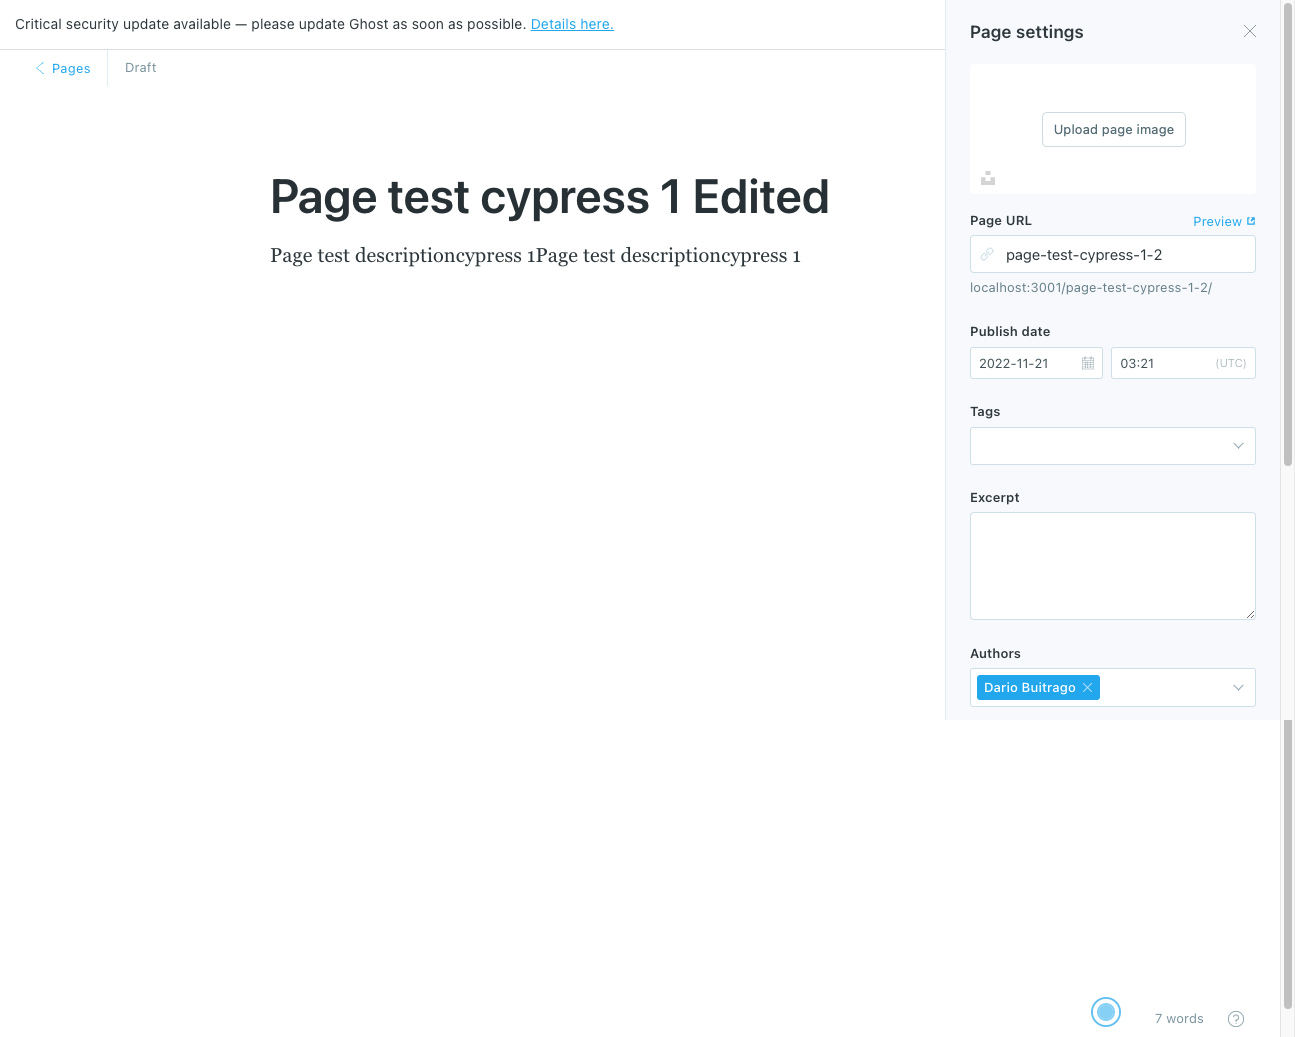 Critical security update available — please update Ghost as soon as possible. Details here.
Pages
Draft
Page test cypress 1 Edited
Page test descriptioncypress 1Page test descriptioncypress 1
Page settings
Upload page image
Page URL
Preview
page-test-cypress-1-2
localhost:3001/page-test-cypress-1-2/
Publish date
2022-11-21
03:21
(UTC)
Tags
Excerpt
Authors
Dario Buitrago
7 words
?